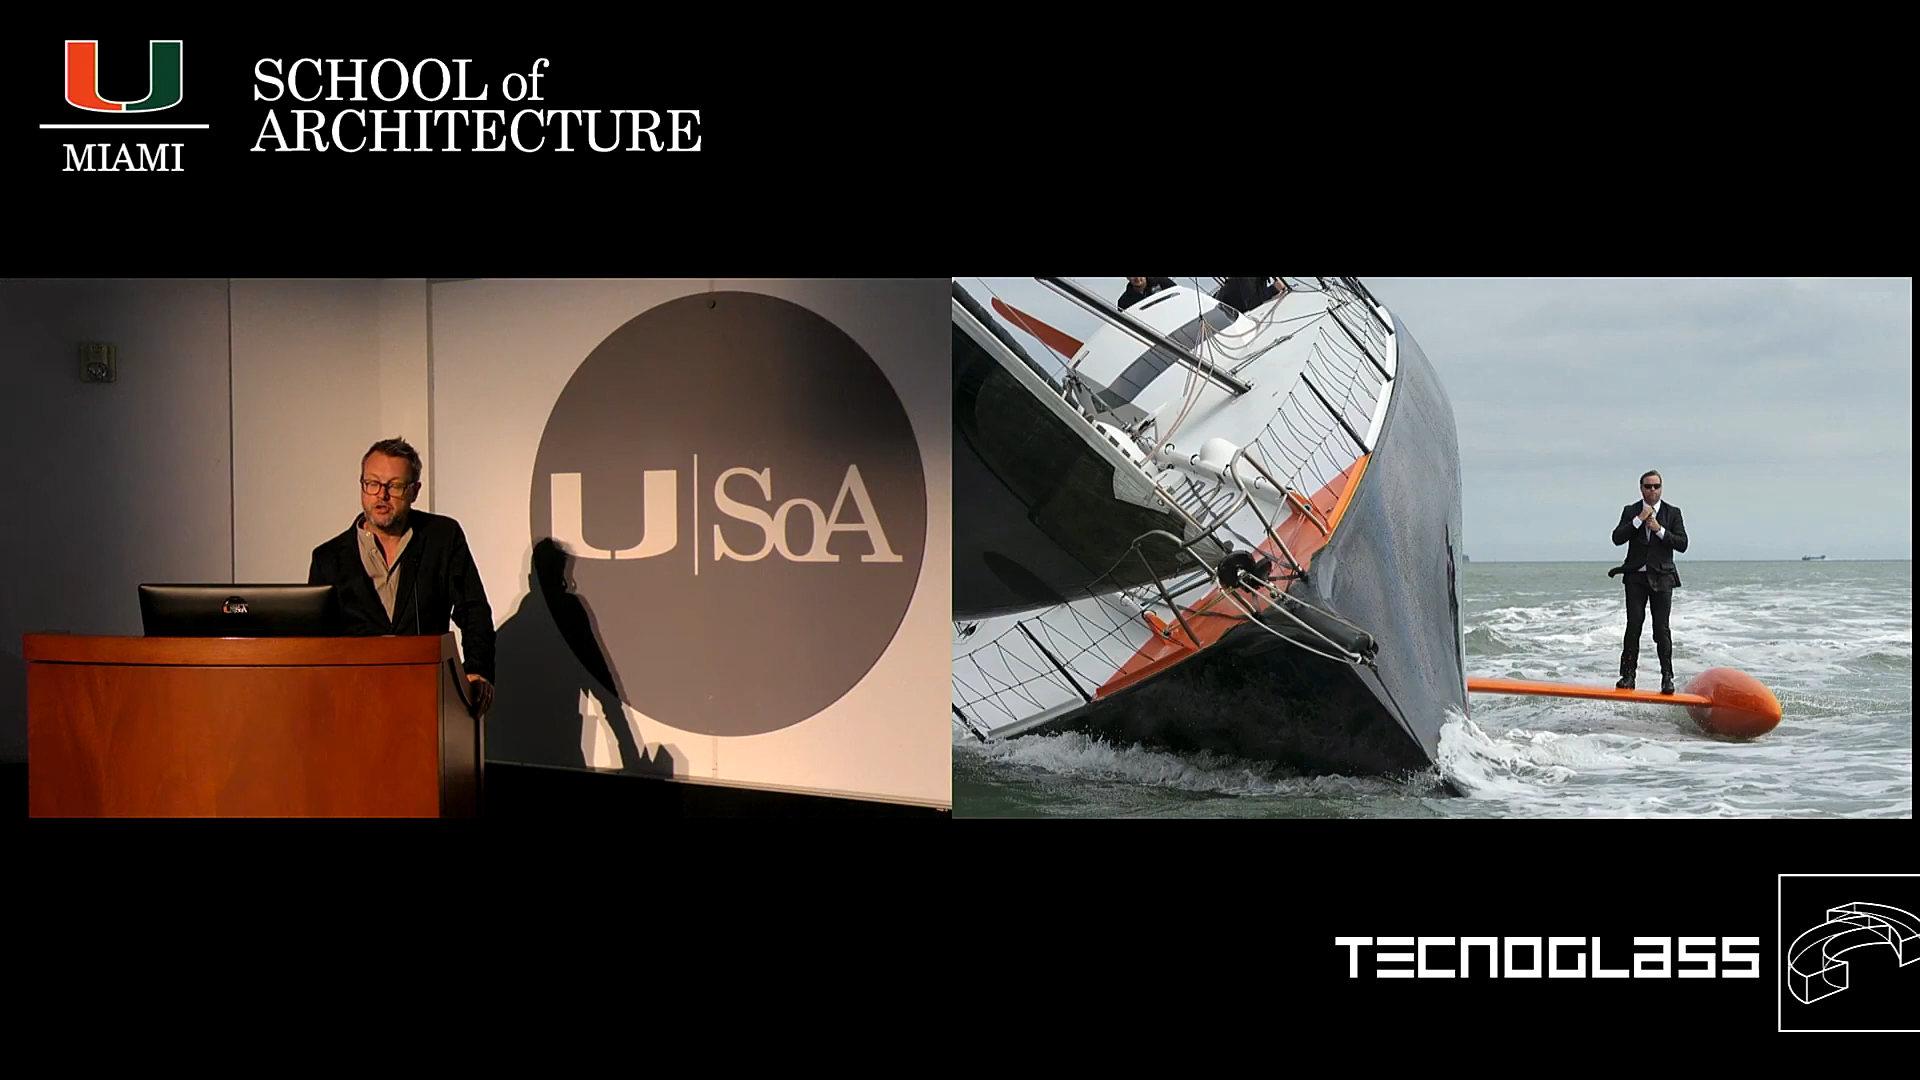 U
MIAMI
SCHOOL of
ARCHITECTURE
U | SoA
TECNOGLASS